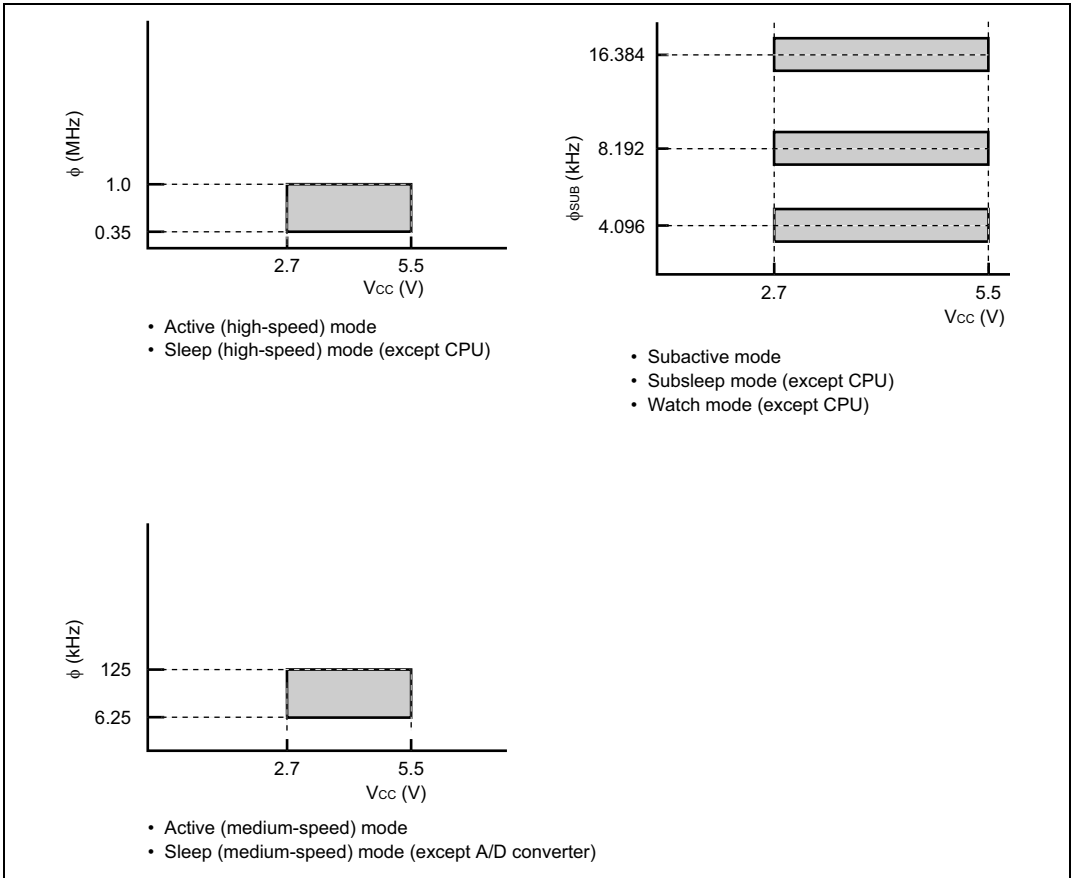 φ (MHz)
1.0
0.35
2.7
5.5
Vcc (V)
• Active (high-speed) mode
• Sleep (high-speed) mode (except CPU)
φSUB (kHz)
16.384
8.192
4.096
2.7
5.5
Vcc (V)
• Subactive mode
• Subsleep mode (except CPU)
• Watch mode (except CPU)
φ (kHz)
125
6.25
2.7
5.5
Vcc (V)
• Active (medium-speed) mode
• Sleep (medium-speed) mode (except A/D converter)